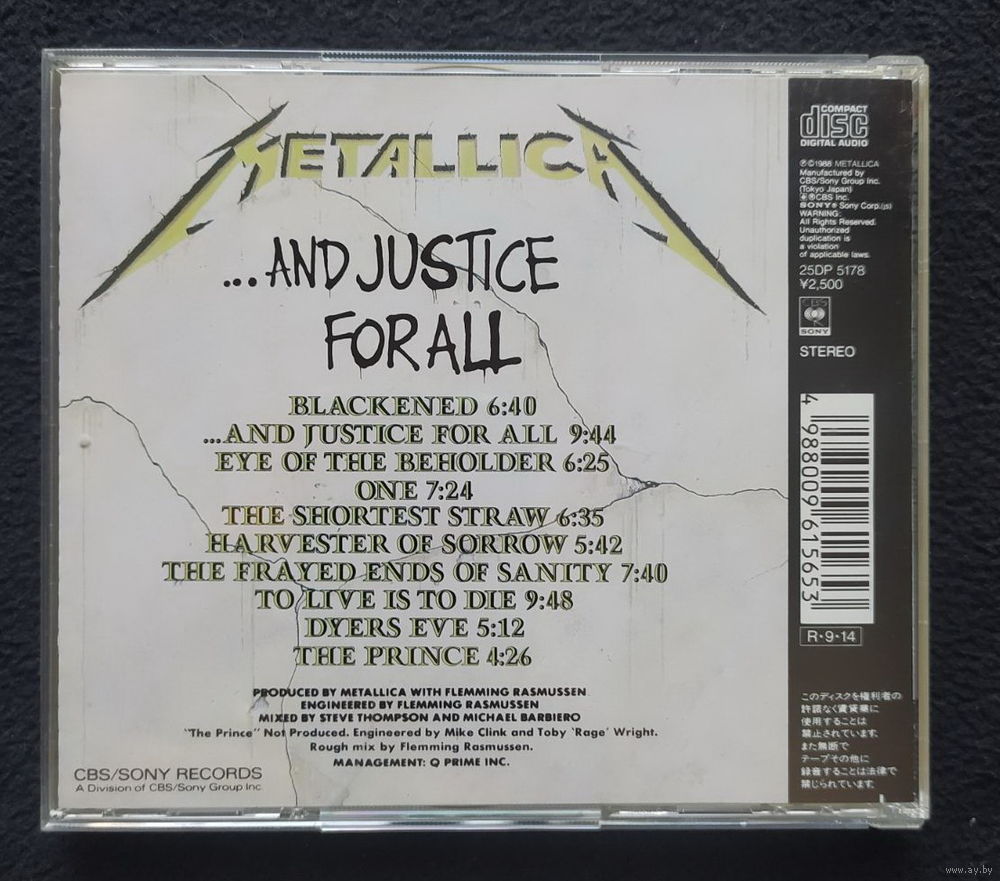 METALLICA
...AND JUSTICE
FOR ALL
BLACKENED 6:40
...AND JUSTICE FOR ALL 9:44
EYE OF THE BEHOLDER 6:25
ONE 7:24
THE SHORTEST STRAW 6:35
HARVESTER OF SORROW 5:42
THE FRAYED ENDS OF SANITY 7:40
TO LIVE IS TO DIE 9:48
DYERS EVE 5:12
THE PRINCE 4:26
PRODUCED BY METALLICA WITH FLEMMING RASMUSSEN
ENGINEERED BY FLEMMING RASMUSSEN
MIXED BY STEVE THOMPSON AND MICHAEL BARBIERO
"The Prince" Not Produced. Engineered by Mike Clink and Toby 'Rage' Wright.
Rough mix by Flemming Rasmussen.
MANAGEMENT: Q PRIME INC.
CBS/SONY RECORDS
A Division of CBS/Sony Group Inc.
COMPACT
disc
DIGITAL AUDIO
℗©1988 METALLICA
Manufactured by
CBS/Sony Group Inc.
(Tokyo Japan)
®CBS Inc.
SONY® Sony Corp.(js)
WARNING:
All Rights Reserved.
Unauthorized
duplication is
a violation
of applicable laws.
25DP 5178
¥2,500
CBS
SONY
STEREO
4 988009 615653
R・9・14
このディスクを権利者の
許諾なく賃貸業に
使用することは
禁止されています。
また無断で
テープその他に
録音することは法律で
禁じられています。
www.ay.by